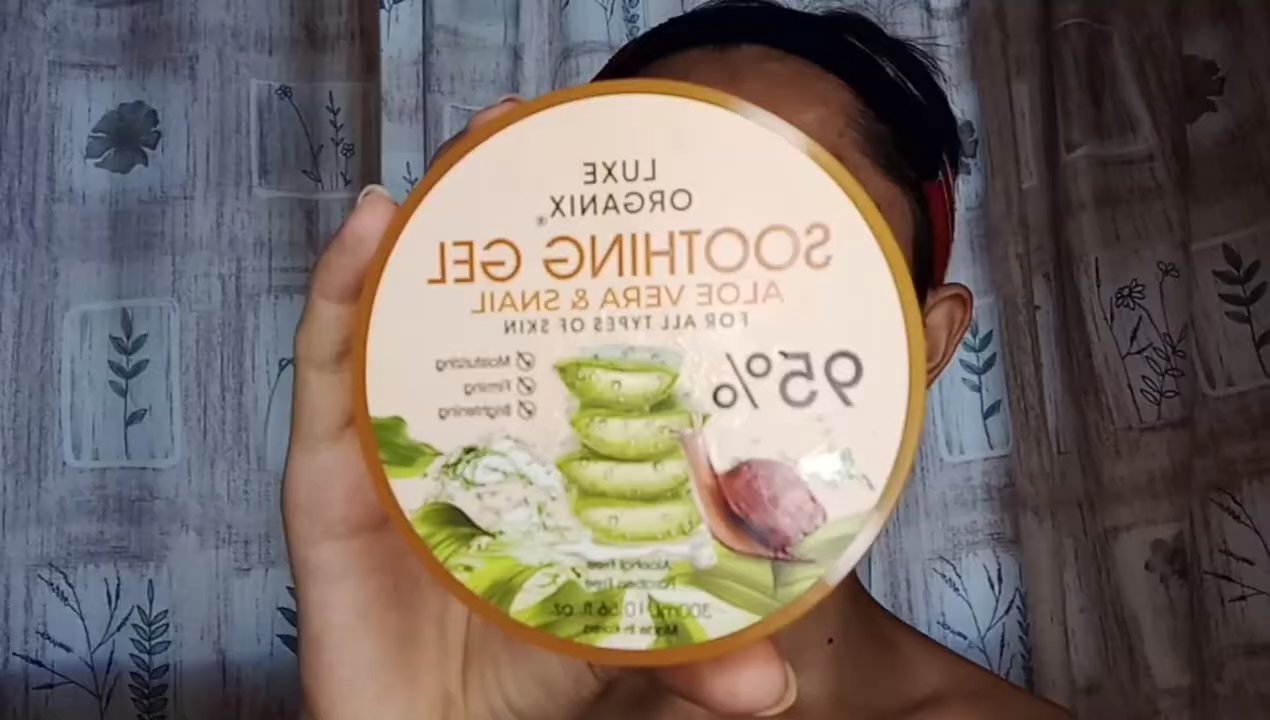 LUXE
ORGANIX®
SOOTHING GEL
ALOE VERA & SNAIL
FOR ALL TYPES OF SKIN
95%
Moisturizing
Firming
Brightening
Alcohol Free
Paraben Free
300mL/10.56 fl. oz.
Made in Korea